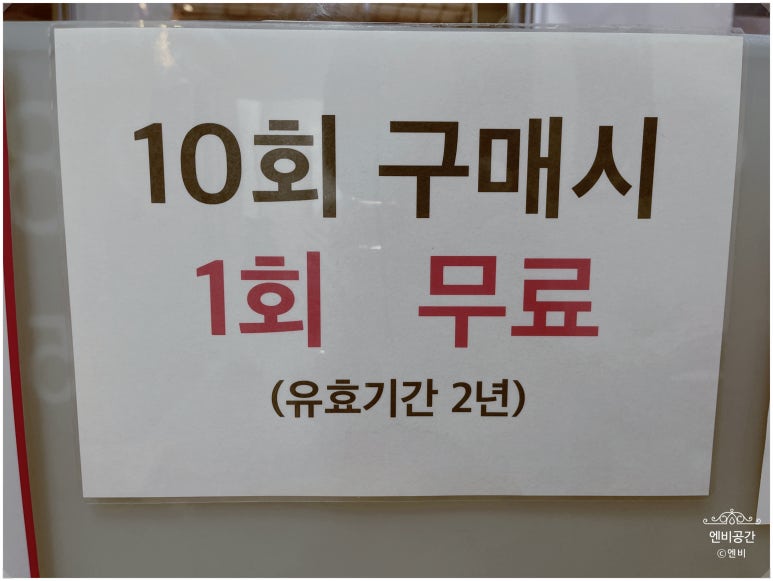 10회 구매시
1회 무료
(유효기간 2년)
엔비공간
©엔비